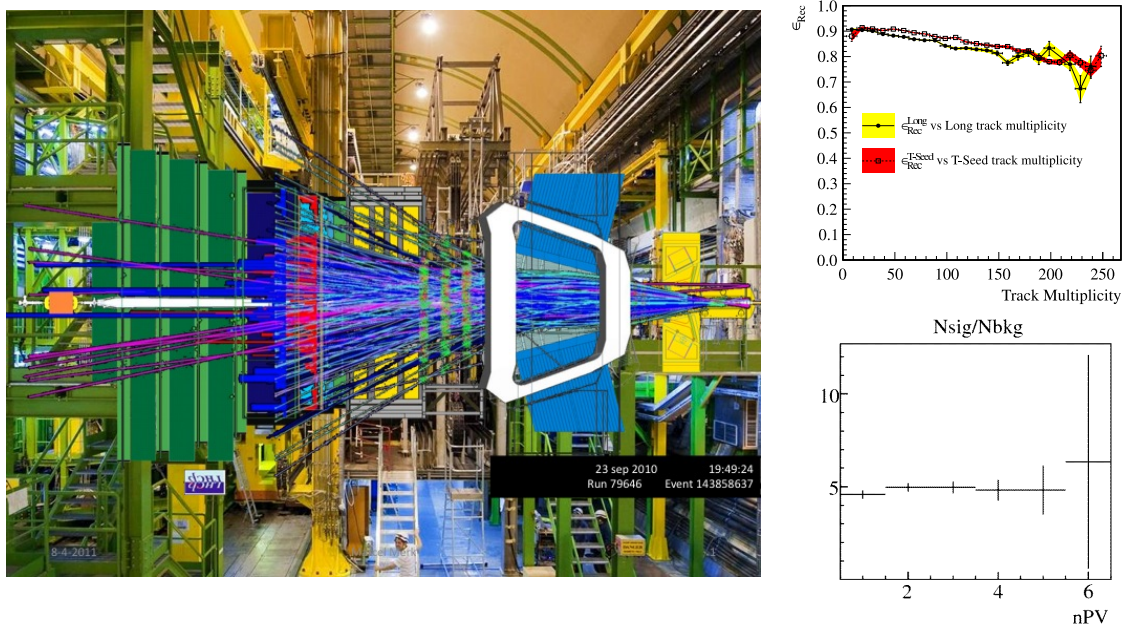 23 sep 2010 19:49:24
Run 79646 Event 143858637
8-4-2011
ϵRec
1.0
0.9
0.8
0.7
0.6
0.5
0.4
0.3
0.2
0.1
0.0
ϵ^Long_Rec vs Long track multiplicity
ϵ^T-Seed_Rec vs T-Seed track multiplicity
0 50 100 150 200 250
Track Multiplicity
Nsig/Nbkg
10
5
2 4 6
nPV